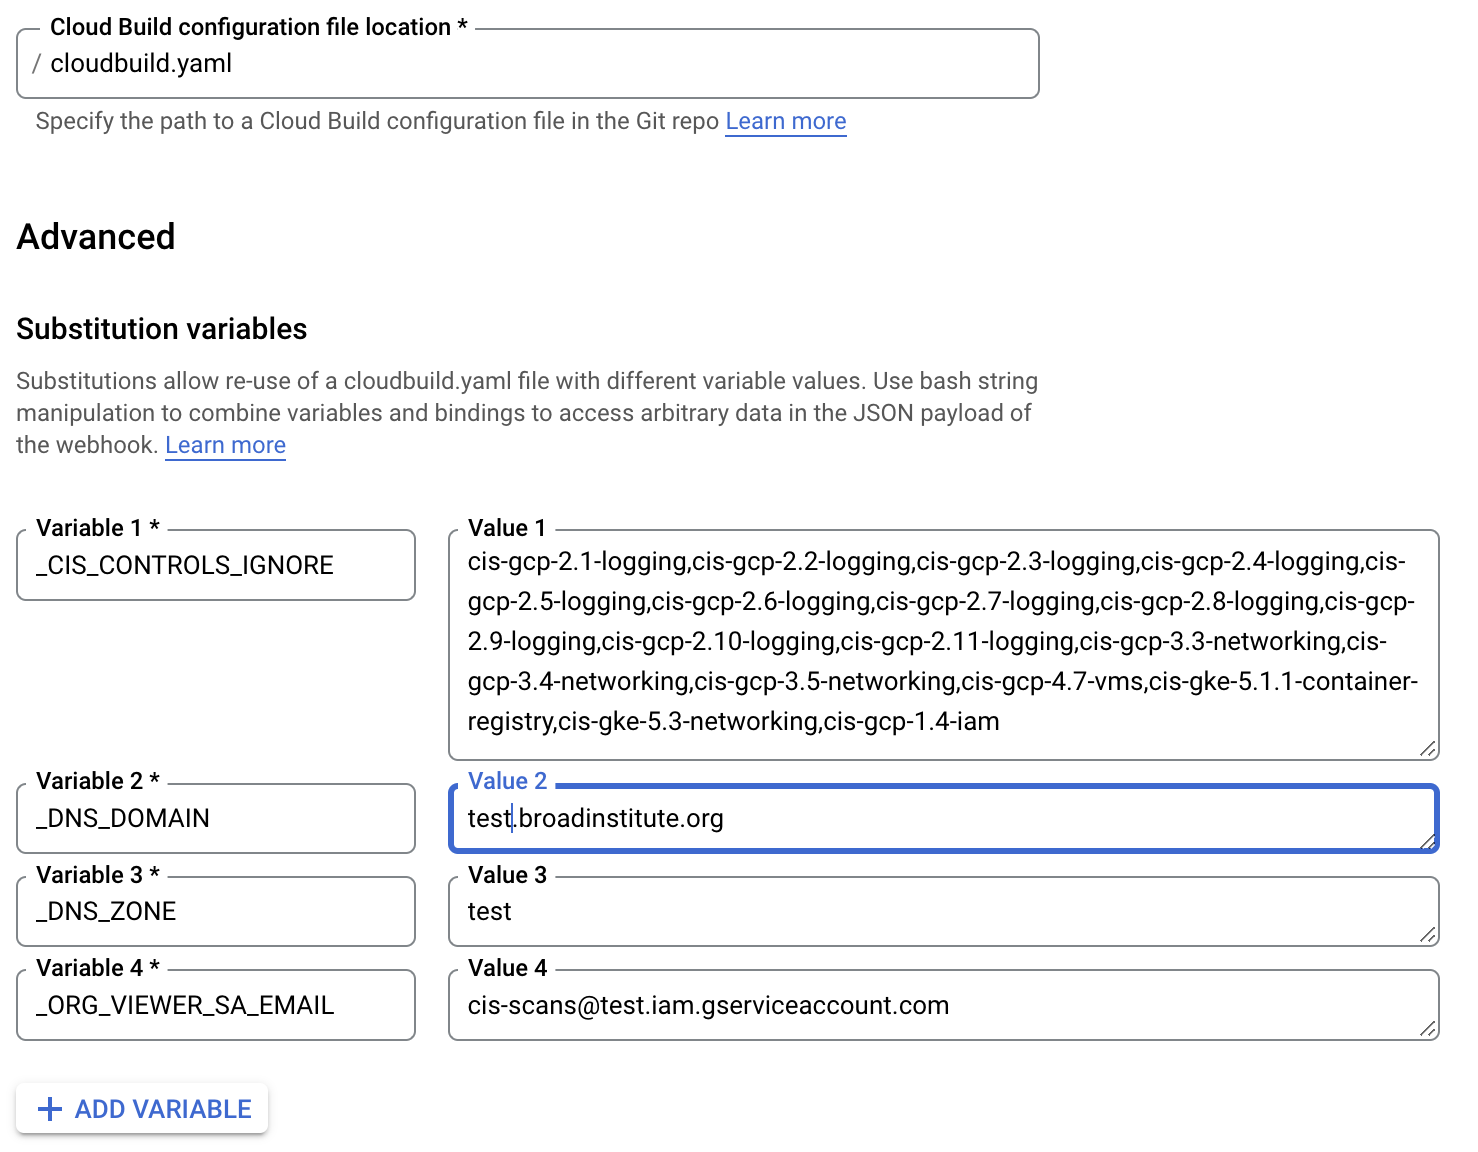 Cloud Build configuration file location *
/ cloudbuild.yaml
Specify the path to a Cloud Build configuration file in the Git repo Learn more
Advanced
Substitution variables
Substitutions allow re-use of a cloudbuild.yaml file with different variable values. Use bash string
manipulation to combine variables and bindings to access arbitrary data in the JSON payload of
the webhook. Learn more
Variable 1 *
_CIS_CONTROLS_IGNORE
Value 1
cis-gcp-2.1-logging,cis-gcp-2.2-logging,cis-gcp-2.3-logging,cis-gcp-2.4-logging,cis-
gcp-2.5-logging,cis-gcp-2.6-logging,cis-gcp-2.7-logging,cis-gcp-2.8-logging,cis-gcp-
2.9-logging,cis-gcp-2.10-logging,cis-gcp-2.11-logging,cis-gcp-3.3-networking,cis-
gcp-3.4-networking,cis-gcp-3.5-networking,cis-gcp-4.7-vms,cis-gke-5.1.1-container-
registry,cis-gke-5.3-networking,cis-gcp-1.4-iam
Variable 2 *
_DNS_DOMAIN
Value 2
test.broadinstitute.org
Variable 3 *
_DNS_ZONE
Value 3
test
Variable 4 *
_ORG_VIEWER_SA_EMAIL
Value 4
cis-scans@test.iam.gserviceaccount.com
+ ADD VARIABLE